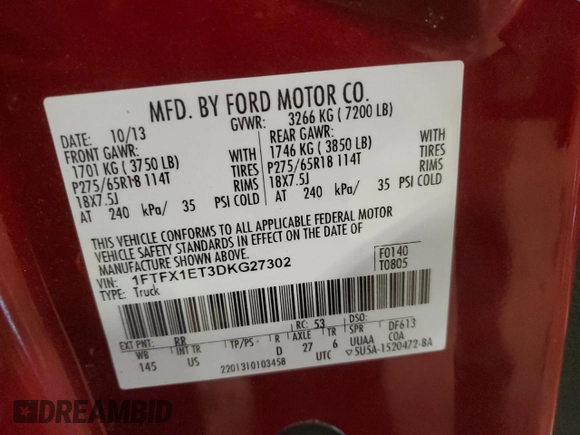 MFD. BY FORD MOTOR CO.
DATE: 10/13 GVWR: 3266 KG ( 7200 LB)
FRONT GAWR: REAR GAWR:
1701 KG ( 3750 LB) WITH 1746 KG ( 3850 LB) WITH
P275/65R18 114T TIRES P275/65R18 114T TIRES
18X7.5J RIMS 18X7.5J RIMS
AT 240 kPa/ 35 PSI COLD AT 240 kPa/ 35 PSI COLD
THIS VEHICLE CONFORMS TO ALL APPLICABLE FEDERAL MOTOR
VEHICLE SAFETY STANDARDS IN EFFECT ON THE DATE OF
MANUFACTURE SHOWN ABOVE.
VIN: 1FTFX1ET3DKG27302 F0140
TYPE: Truck T0805
EXT PNT: RR RC: 53 DSO:
WB INT TR TP/PS R AXLE TR SPR DF613
145 US D 27 6 UUAA COA
2201310103458 UTC 5U5A-1520472-BA
DREAMBID